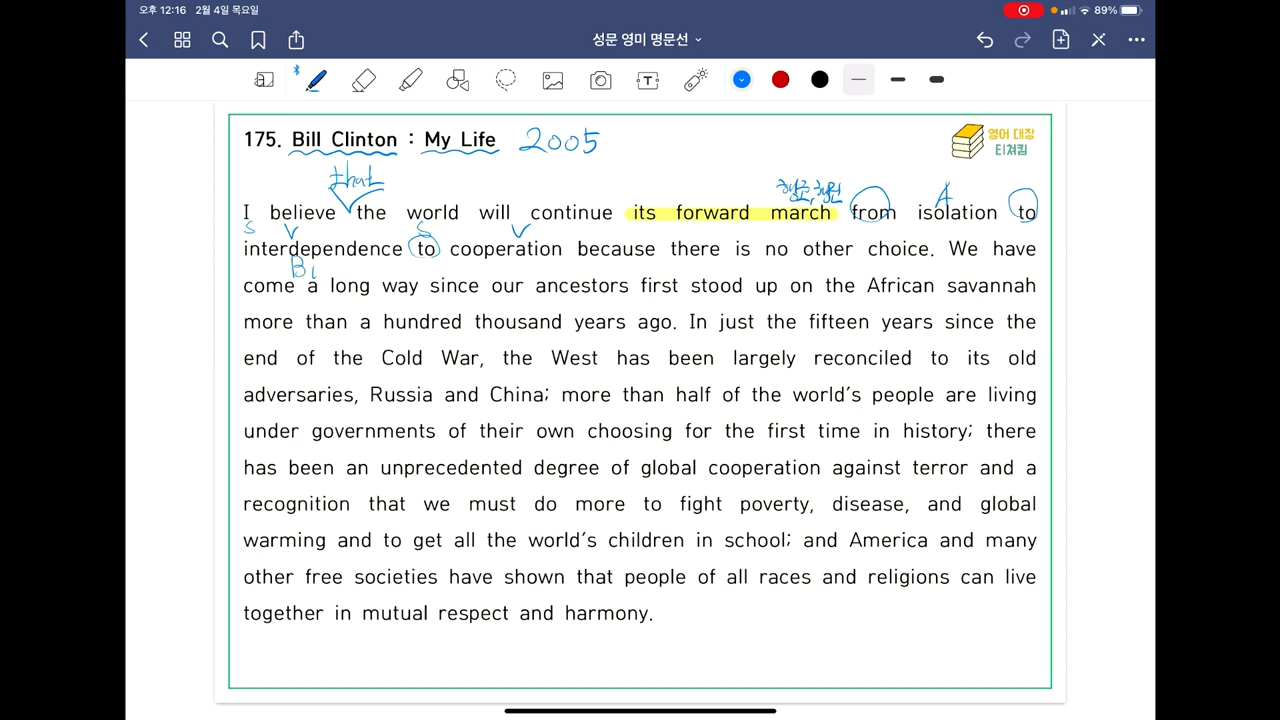 오후 12:16 2월 4일 목요일
89%
성문 영미 명문선
175. Bill Clinton : My Life 2005
영어 대장
티쳐킴
that
행진, A
I believe the world will continue its forward march from isolation to
S V S V
interdependence to cooperation because there is no other choice. We have
B
come a long way since our ancestors first stood up on the African savannah
more than a hundred thousand years ago. In just the fifteen years since the
end of the Cold War, the West has been largely reconciled to its old
adversaries, Russia and China; more than half of the world's people are living
under governments of their own choosing for the first time in history; there
has been an unprecedented degree of global cooperation against terror and a
recognition that we must do more to fight poverty, disease, and global
warming and to get all the world's children in school; and America and many
other free societies have shown that people of all races and religions can live
together in mutual respect and harmony.